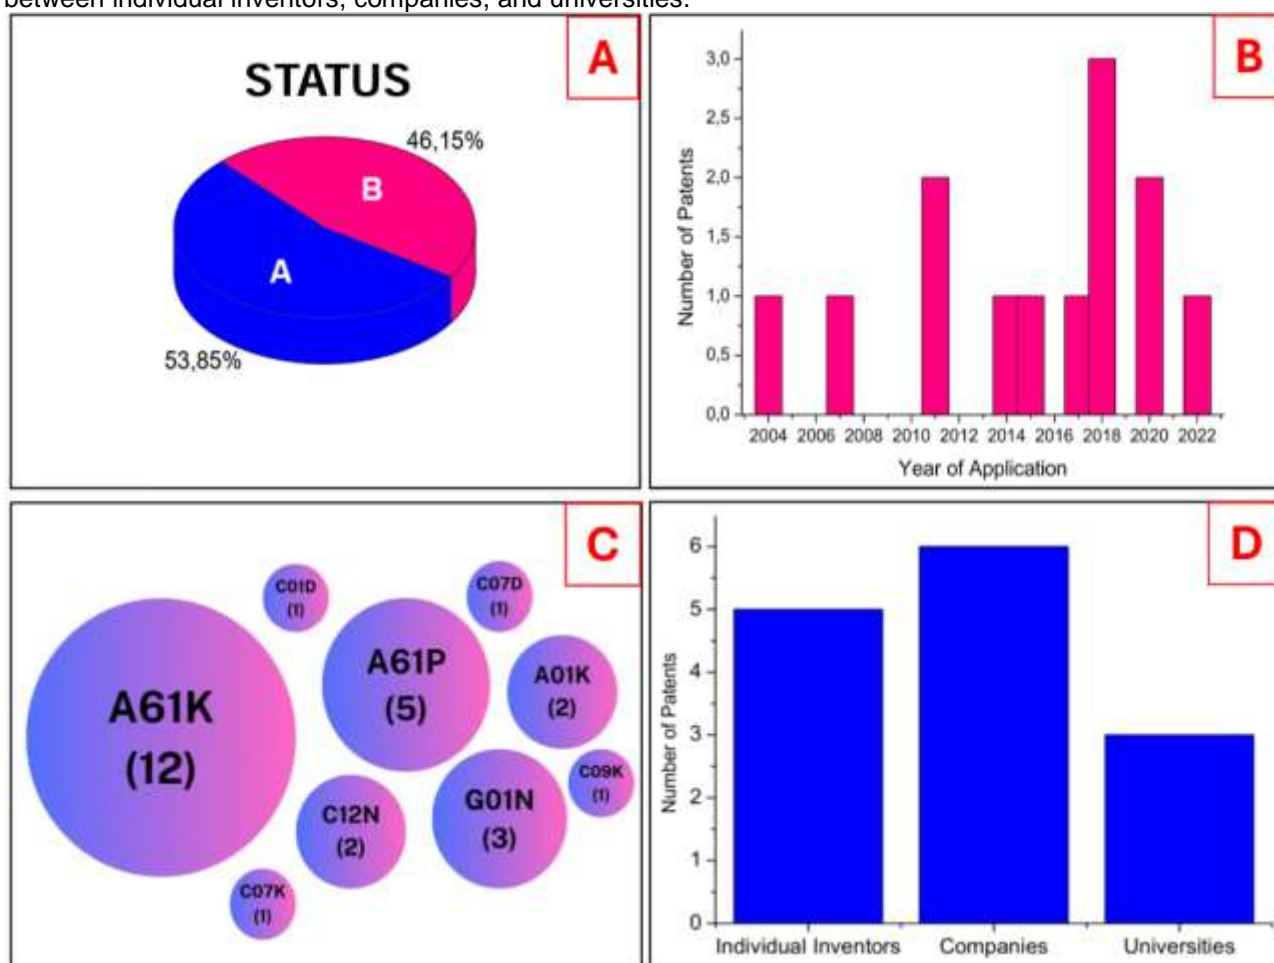 between individual inventors, companies, and universities.
A
STATUS
46,15%
B
A
53,85%
B
3,0
2,5
2,0
1,5
1,0
0,5
0,0
Number of Patents
2004 2006 2008 2010 2012 2014 2016 2018 2020 2022
Year of Application
C
C01D
(1)
C07D
(1)
A61K
(12)
A61P
(5)
A01K
(2)
C09K
(1)
C12N
(2)
G01N
(3)
C07K
(1)
D
6
5
4
3
2
1
0
Number of Patents
Individual Inventors Companies Universities